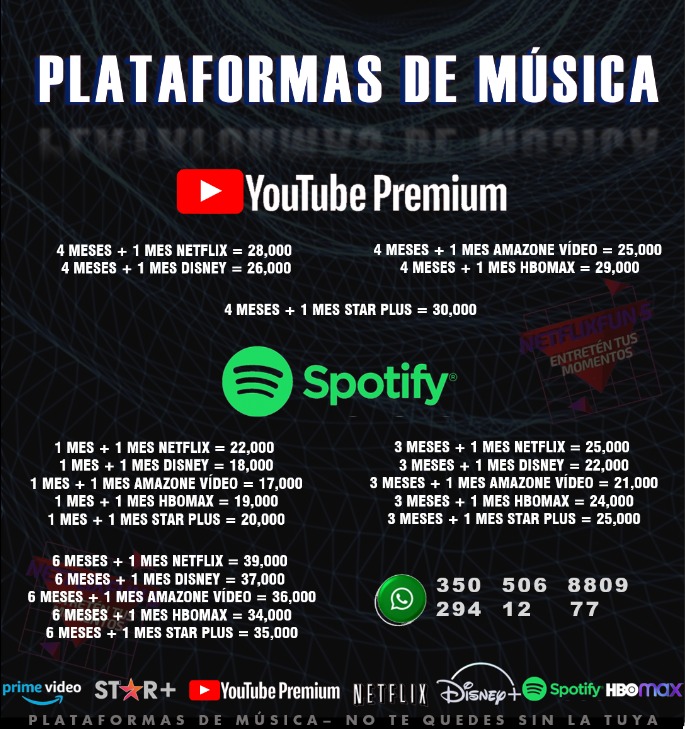 PLATAFORMAS DE MÚSICA
YouTube Premium
4 MESES + 1 MES NETFLIX = 28,000
4 MESES + 1 MES DISNEY = 26,000
4 MESES + 1 MES AMAZONE VÍDEO = 25,000
4 MESES + 1 MES HBOMAX = 29,000
4 MESES + 1 MES STAR PLUS = 30,000
NETFLIXFUN S
ENTRETÉN TUS
MOMENTOS
Spotify®
1 MES + 1 MES NETFLIX = 22,000
1 MES + 1 MES DISNEY = 18,000
1 MES + 1 MES AMAZONE VÍDEO = 17,000
1 MES + 1 MES HBOMAX = 19,000
1 MES + 1 MES STAR PLUS = 20,000
3 MESES + 1 MES NETFLIX = 25,000
3 MESES + 1 MES DISNEY = 22,000
3 MESES + 1 MES AMAZONE VÍDEO = 21,000
3 MESES + 1 MES HBOMAX = 24,000
3 MESES + 1 MES STAR PLUS = 25,000
6 MESES + 1 MES NETFLIX = 39,000
6 MESES + 1 MES DISNEY = 37,000
6 MESES + 1 MES AMAZONE VÍDEO = 36,000
6 MESES + 1 MES HBOMAX = 34,000
6 MESES + 1 MES STAR PLUS = 35,000
350 506 8809
294 12 77
prime video STAR+ YouTube Premium NETFLIX Disney+ Spotify HBOMAX
PLATAFORMAS DE MÚSICA– NO TE QUEDES SIN LA TUYA